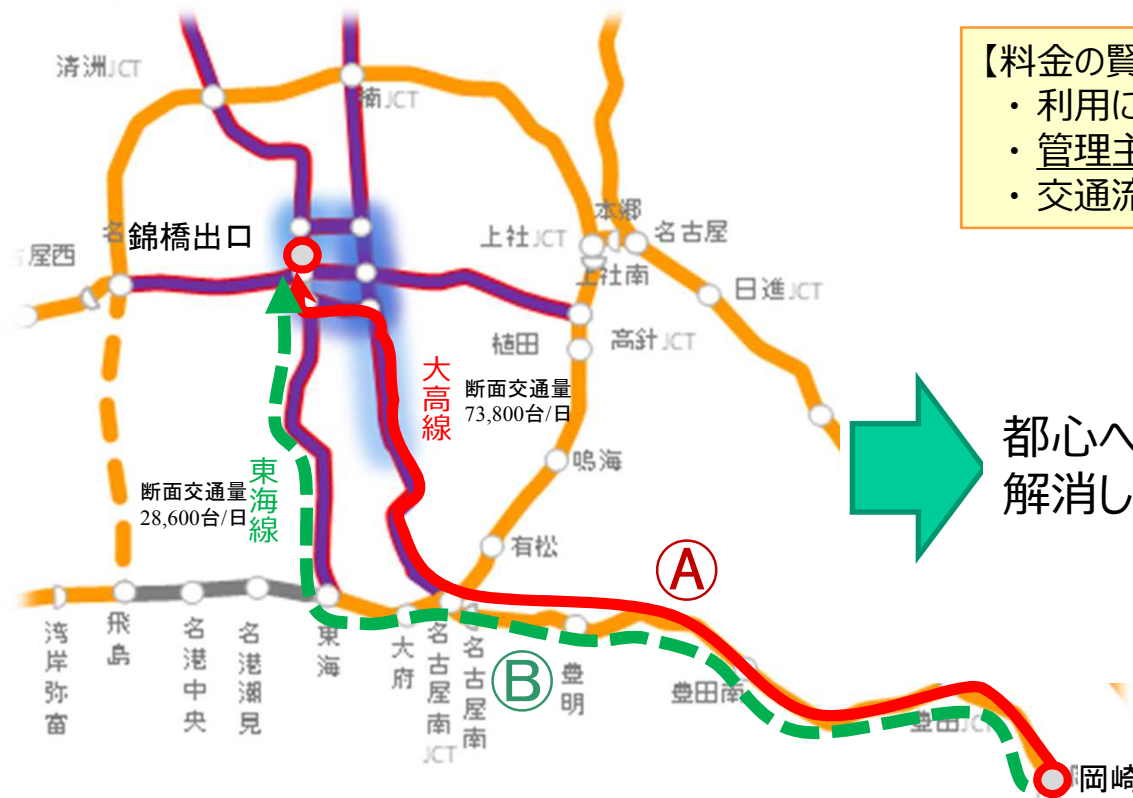 清洲JCT
楠JCT
【料金の賢
・ 利用に
・ 管理主
・ 交通流
本郷
名古屋
上社JCT
上社南
錦橋出口
名
古屋西
日進JCT
植田
高針JCT
大高線
断面交通量
73,800台/日
都心へ
解消し
鳴海
東海線
断面交通量
28,600台/日
有松
Ⓐ
湾岸弥富
飛島
名港中央
名港潮見
東海
大府
名古屋南JCT
名古屋南
Ⓑ
豊明
豊田南
豊田JCT
岡崎